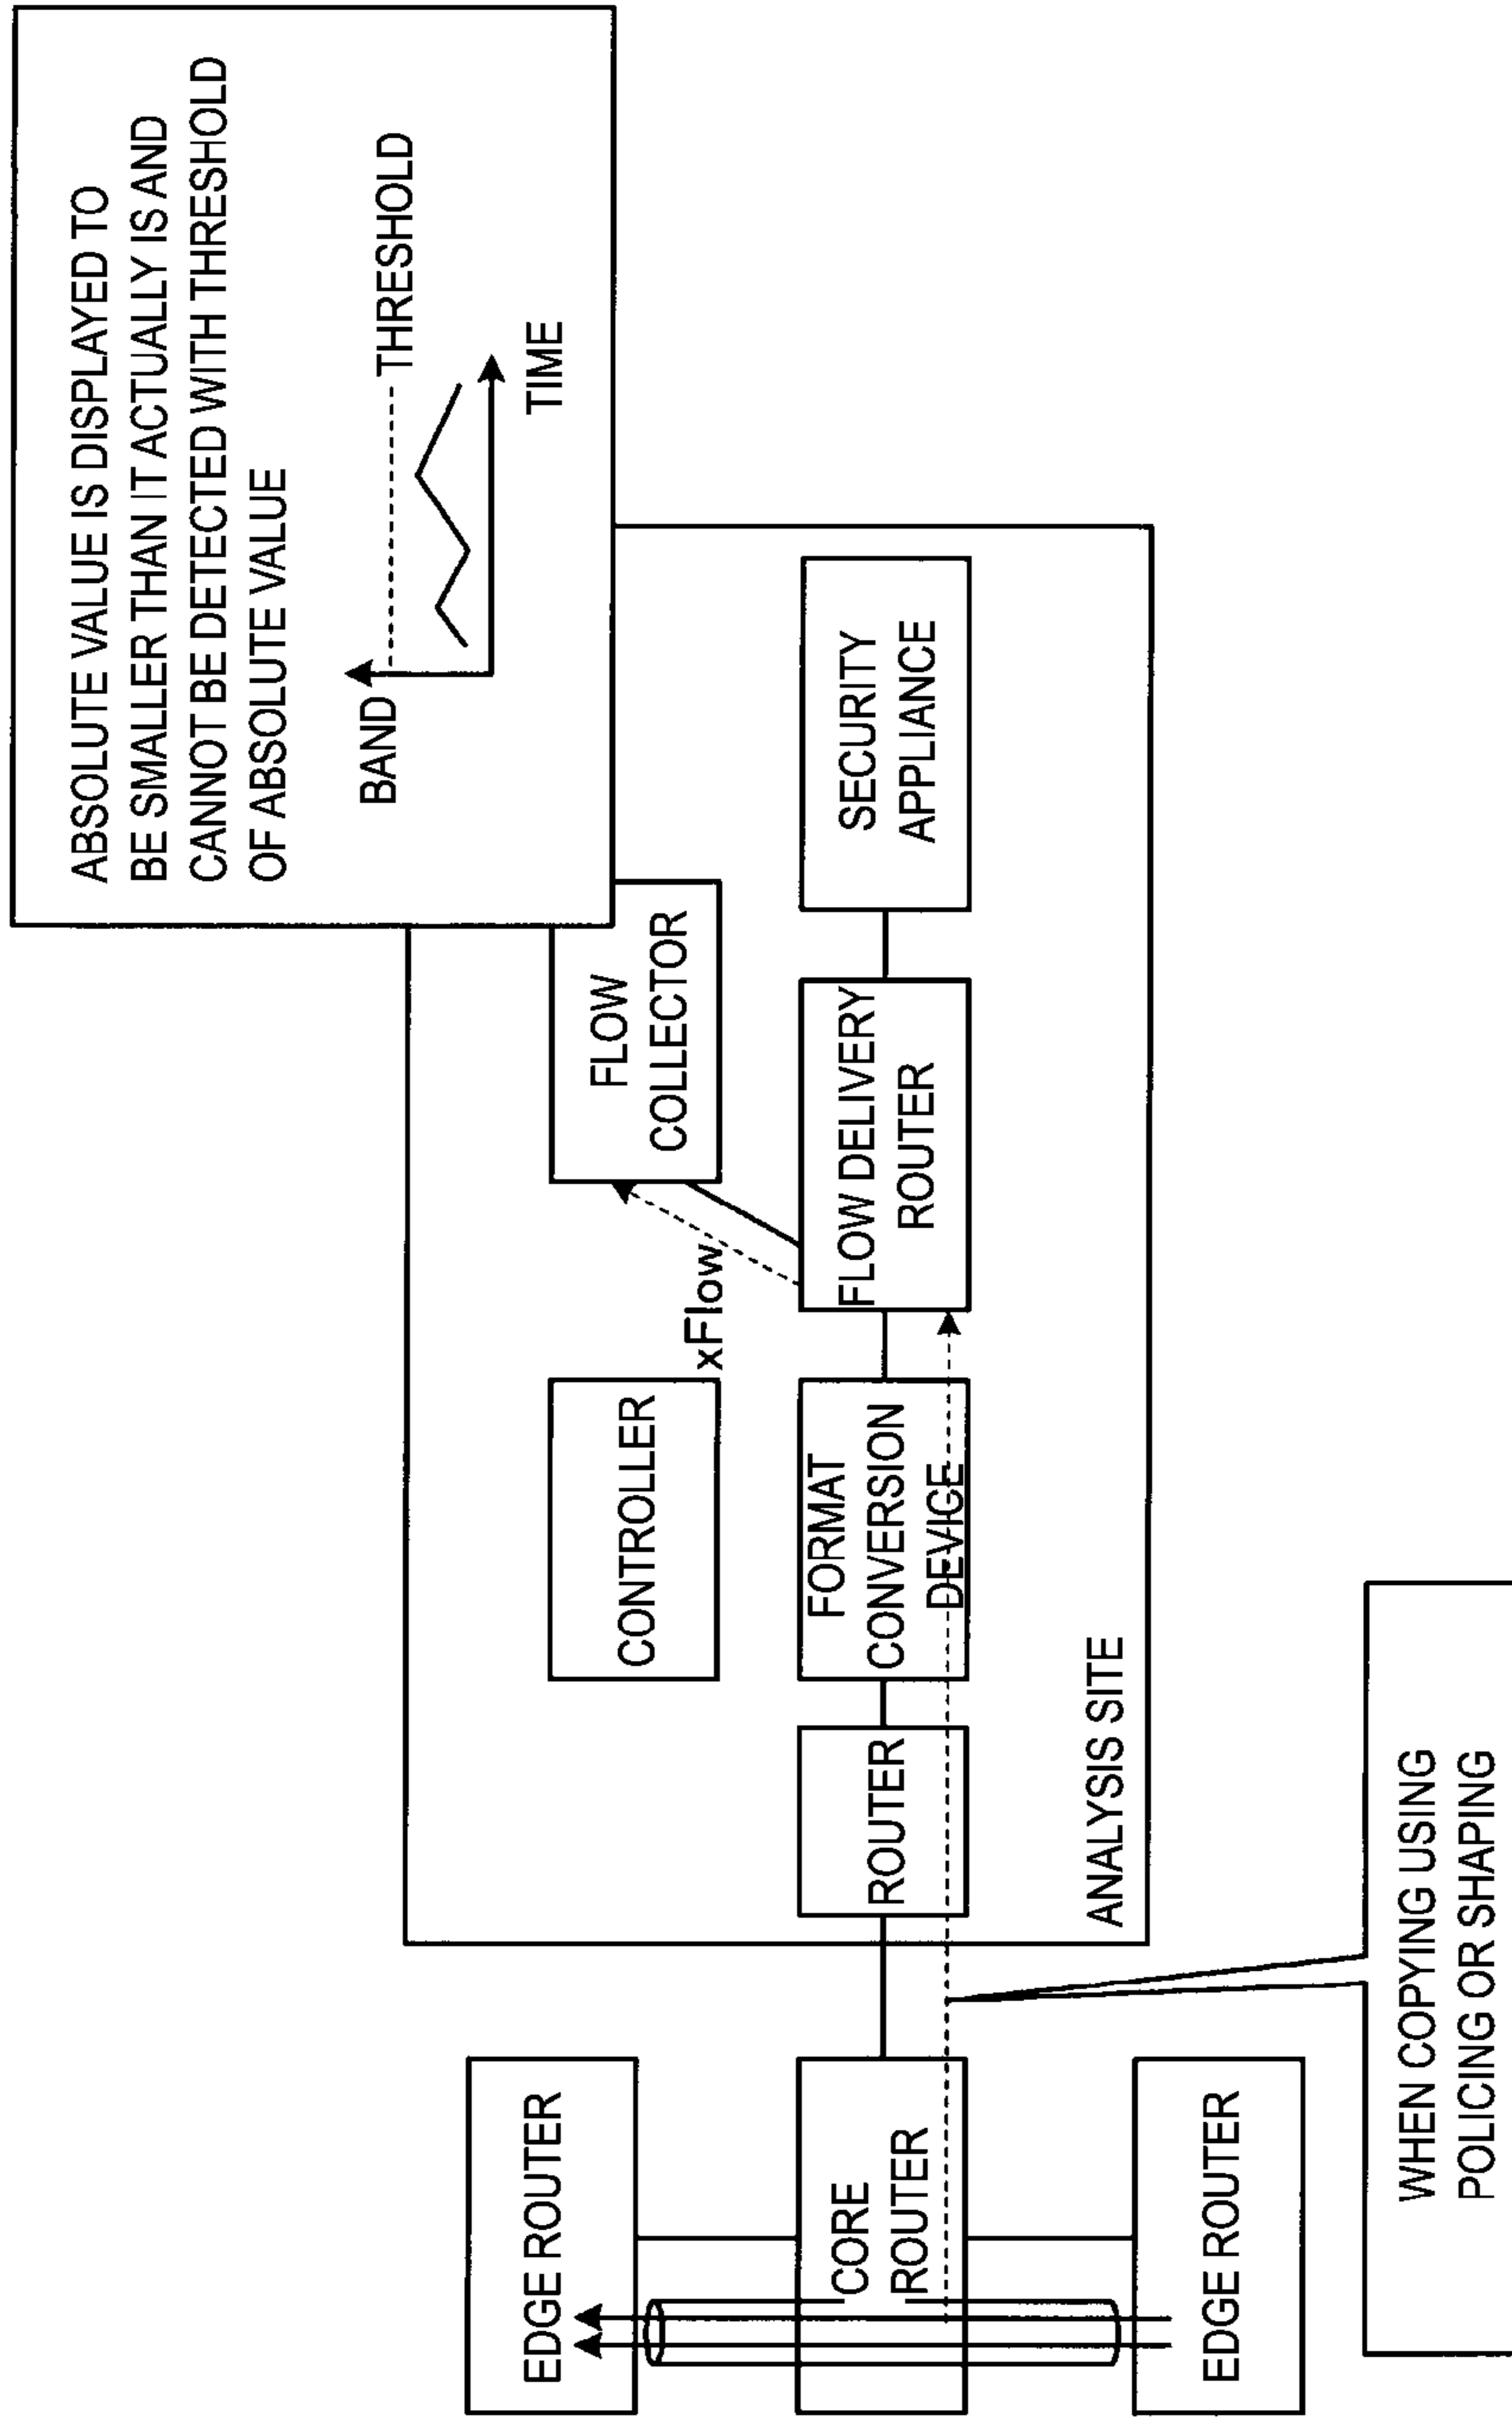 ABSOLUTE VALUE IS DISPLAYED TO
BE SMALLER THAN IT ACTUALLY IS AND
CANNOT BE DETECTED WITH THRESHOLD
OF ABSOLUTE VALUE
BAND
THRESHOLD
TIME
EDGE ROUTER
CONTROLLER
xFlow
FLOW
COLLECTOR
CORE
ROUTER
ROUTER
FORMAT
CONVERSION
DEVICE
FLOW DELIVERY
ROUTER
SECURITY
APPLIANCE
EDGE ROUTER
ANALYSIS SITE
WHEN COPYING USING
POLICING OR SHAPING